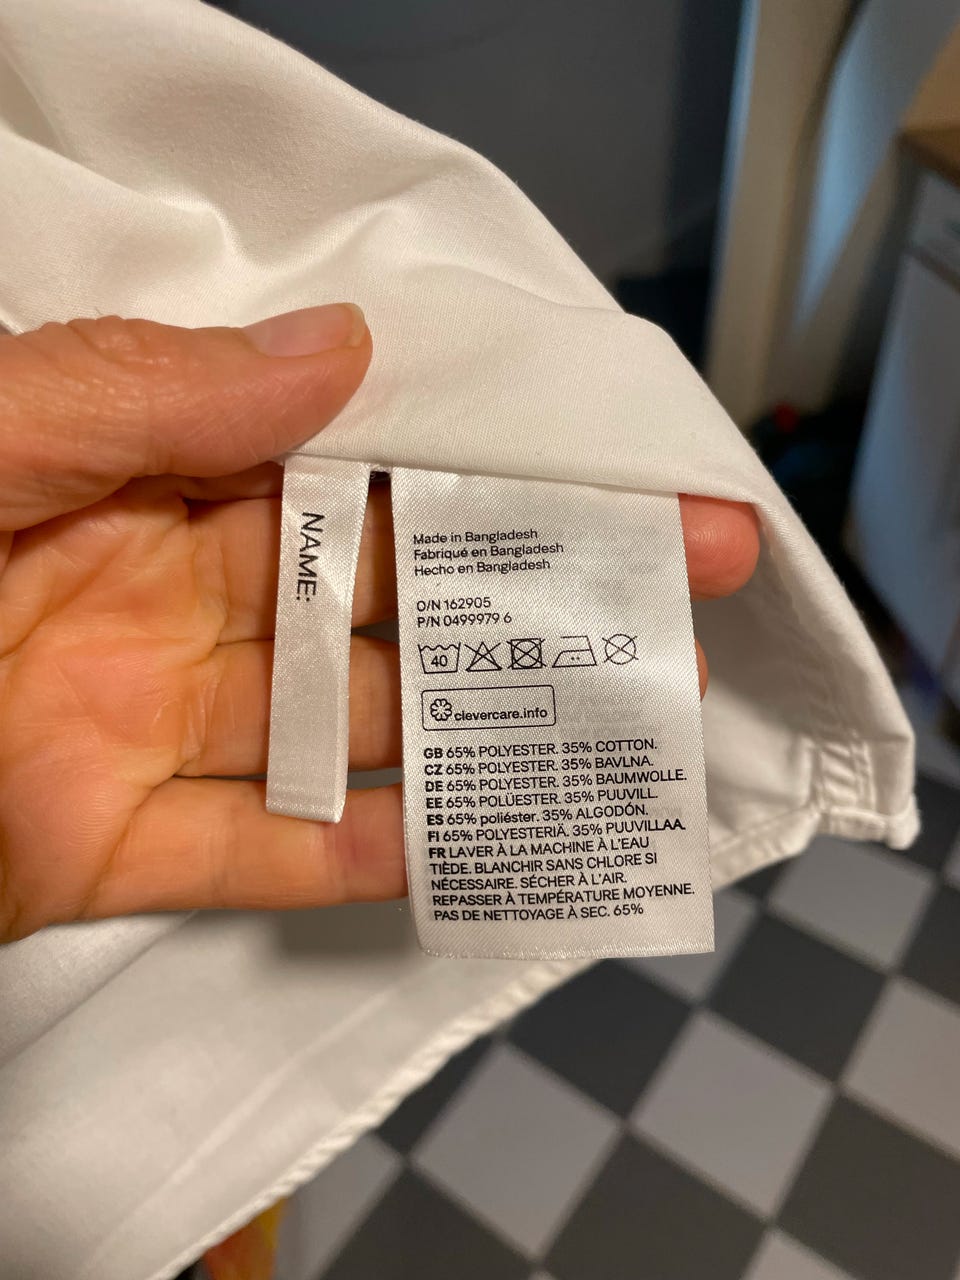 NAME:
Made in Bangladesh
Fabriqué en Bangladesh
Hecho en Bangladesh
O/N 162905
P/N 0499979 6
40
clevercare.info
GB 65% POLYESTER. 35% COTTON.
CZ 65% POLYESTER. 35% BAVLNA.
DE 65% POLYESTER. 35% BAUMWOLLE.
EE 65% POLÜESTER. 35% PUUVILL.
ES 65% poliéster. 35% ALGODÓN.
FI 65% POLYESTERIÄ. 35% PUUVILLAA.
FR LAVER À LA MACHINE À L'EAU
TIÈDE. BLANCHIR SANS CHLORE SI
NÉCESSAIRE. SÉCHER À L'AIR.
REPASSER À TEMPÉRATURE MOYENNE.
PAS DE NETTOYAGE À SEC. 65%